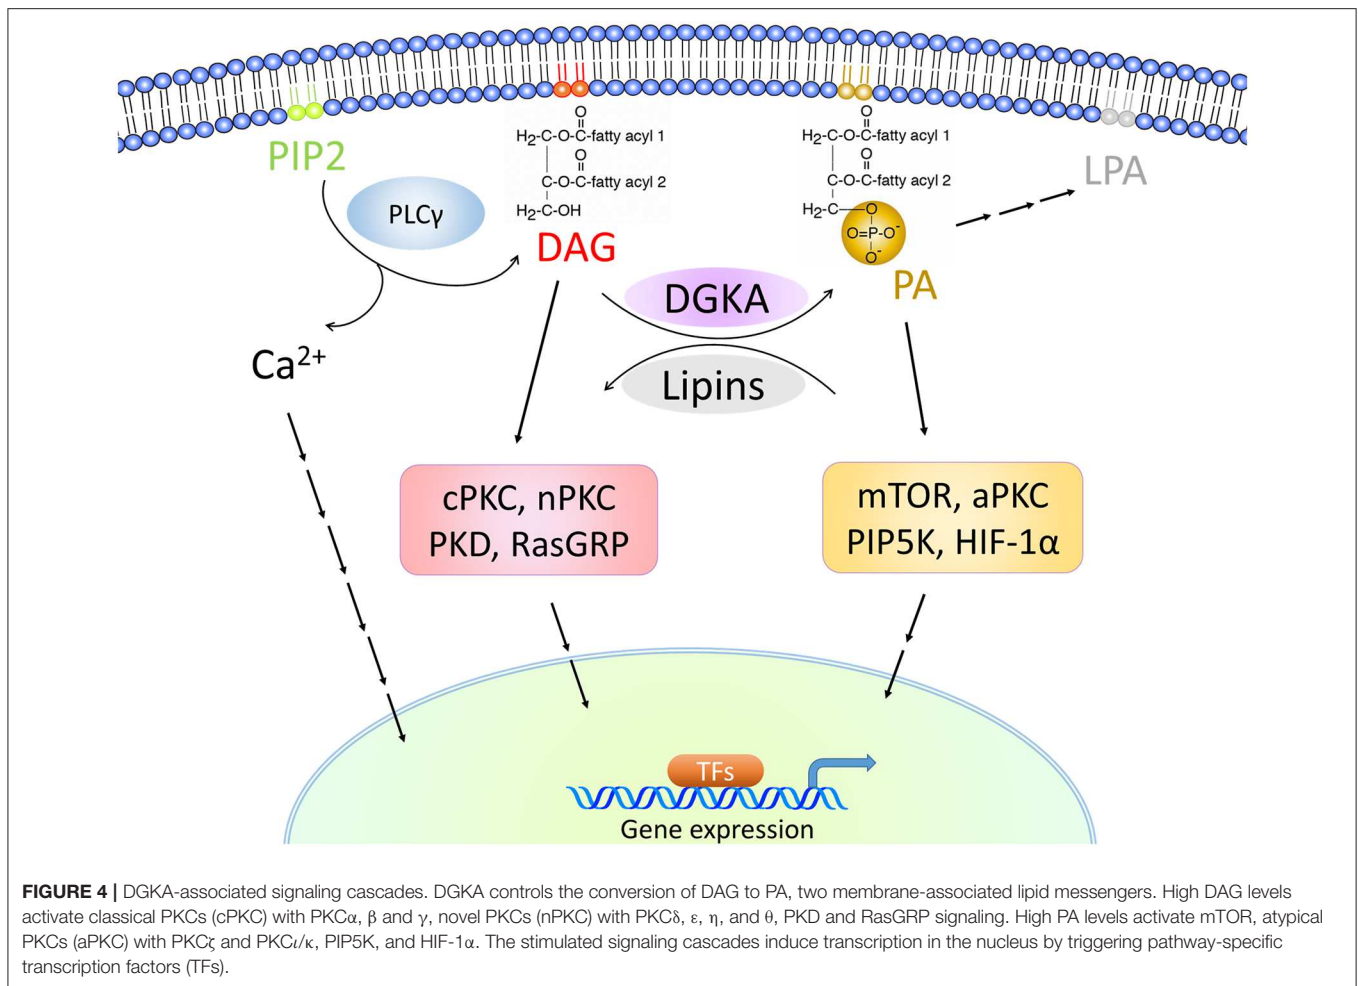 O
H₂-C-O-C-fatty acyl 1
O
C-O-C-fatty acyl 2
H₂-C-OH
O
H₂-C-O-C-fatty acyl 1
O
C-O-C-fatty acyl 2
H₂-C
O
O=P-O⁻
O⁻
PIP2
LPA
PLCγ
DAG
PA
DGKA
Ca²⁺
Lipins
cPKC, nPKC
PKD, RasGRP
mTOR, aPKC
PIP5K, HIF-1α
TFs
Gene expression
FIGURE 4 | DGKA-associated signaling cascades. DGKA controls the conversion of DAG to PA, two membrane-associated lipid messengers. High DAG levels
activate classical PKCs (cPKC) with PKCα, β and γ, novel PKCs (nPKC) with PKCδ, ε, η, and θ, PKD and RasGRP signaling. High PA levels activate mTOR, atypical
PKCs (aPKC) with PKCζ and PKCι/κ, PIP5K, and HIF-1α. The stimulated signaling cascades induce transcription in the nucleus by triggering pathway-specific
transcription factors (TFs).